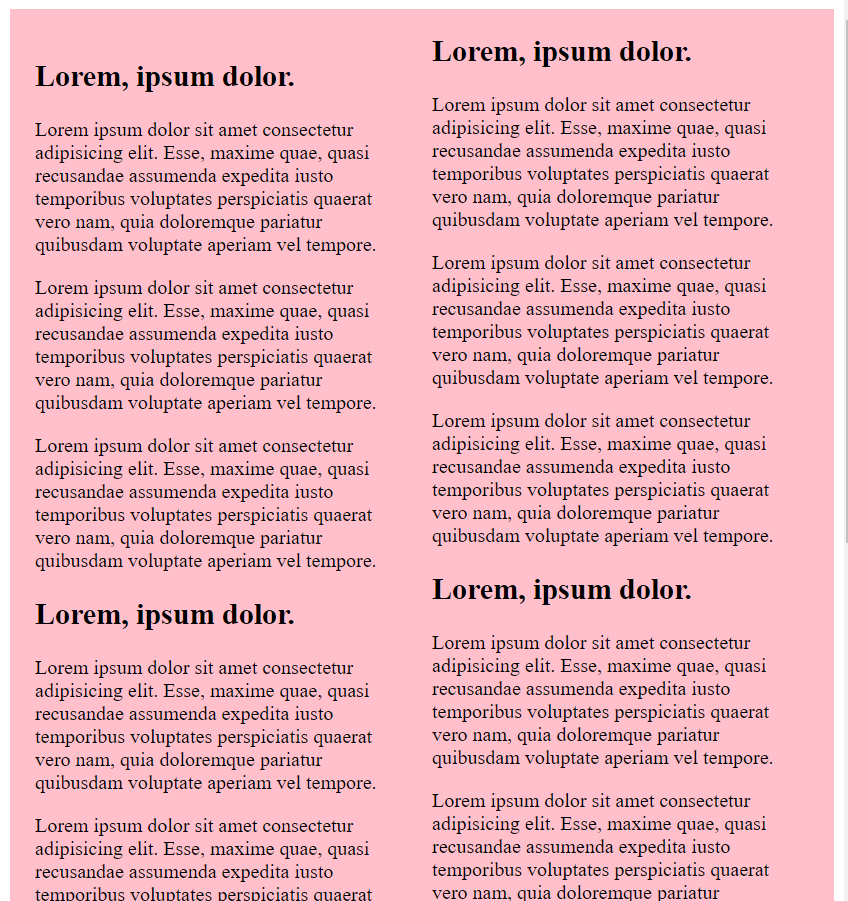 Lorem, ipsum dolor.
Lorem ipsum dolor sit amet consectetur
adipisicing elit. Esse, maxime quae, quasi
recusandae assumenda expedita iusto
temporibus voluptates perspiciatis quaerat
vero nam, quia doloremque pariatur
quibusdam voluptate aperiam vel tempore.
Lorem ipsum dolor sit amet consectetur
adipisicing elit. Esse, maxime quae, quasi
recusandae assumenda expedita iusto
temporibus voluptates perspiciatis quaerat
vero nam, quia doloremque pariatur
quibusdam voluptate aperiam vel tempore.
Lorem ipsum dolor sit amet consectetur
adipisicing elit. Esse, maxime quae, quasi
recusandae assumenda expedita iusto
temporibus voluptates perspiciatis quaerat
vero nam, quia doloremque pariatur
quibusdam voluptate aperiam vel tempore.
Lorem, ipsum dolor.
Lorem ipsum dolor sit amet consectetur
adipisicing elit. Esse, maxime quae, quasi
recusandae assumenda expedita iusto
temporibus voluptates perspiciatis quaerat
vero nam, quia doloremque pariatur
quibusdam voluptate aperiam vel tempore.
Lorem ipsum dolor sit amet consectetur
adipisicing elit. Esse, maxime quae, quasi
recusandae assumenda expedita iusto
temporibus voluptates perspiciatis quaerat
Lorem, ipsum dolor.
Lorem ipsum dolor sit amet consectetur
adipisicing elit. Esse, maxime quae, quasi
recusandae assumenda expedita iusto
temporibus voluptates perspiciatis quaerat
vero nam, quia doloremque pariatur
quibusdam voluptate aperiam vel tempore.
Lorem ipsum dolor sit amet consectetur
adipisicing elit. Esse, maxime quae, quasi
recusandae assumenda expedita iusto
temporibus voluptates perspiciatis quaerat
vero nam, quia doloremque pariatur
quibusdam voluptate aperiam vel tempore.
Lorem ipsum dolor sit amet consectetur
adipisicing elit. Esse, maxime quae, quasi
recusandae assumenda expedita iusto
temporibus voluptates perspiciatis quaerat
vero nam, quia doloremque pariatur
quibusdam voluptate aperiam vel tempore.
Lorem, ipsum dolor.
Lorem ipsum dolor sit amet consectetur
adipisicing elit. Esse, maxime quae, quasi
recusandae assumenda expedita iusto
temporibus voluptates perspiciatis quaerat
vero nam, quia doloremque pariatur
quibusdam voluptate aperiam vel tempore.
Lorem ipsum dolor sit amet consectetur
adipisicing elit. Esse, maxime quae, quasi
recusandae assumenda expedita iusto
temporibus voluptates perspiciatis quaerat
vero nam, quia doloremque pariatur